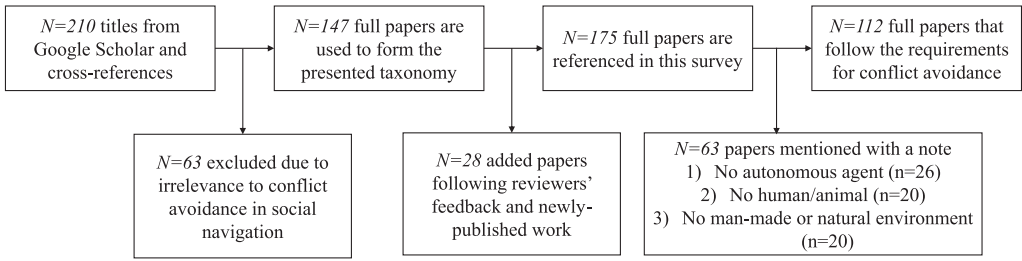 N=210 titles from
Google Scholar and
cross-references
N=147 full papers are
used to form the
presented taxonomy
N=175 full papers are
referenced in this survey
N=112 full papers that
follow the requirements
for conflict avoidance
N=63 excluded due to
irrelevance to conflict
avoidance in social
navigation
N=28 added papers
following reviewers’
feedback and newly-
published work
N=63 papers mentioned with a note
1) No autonomous agent (n=26)
2) No human/animal (n=20)
3) No man-made or natural environment
(n=20)